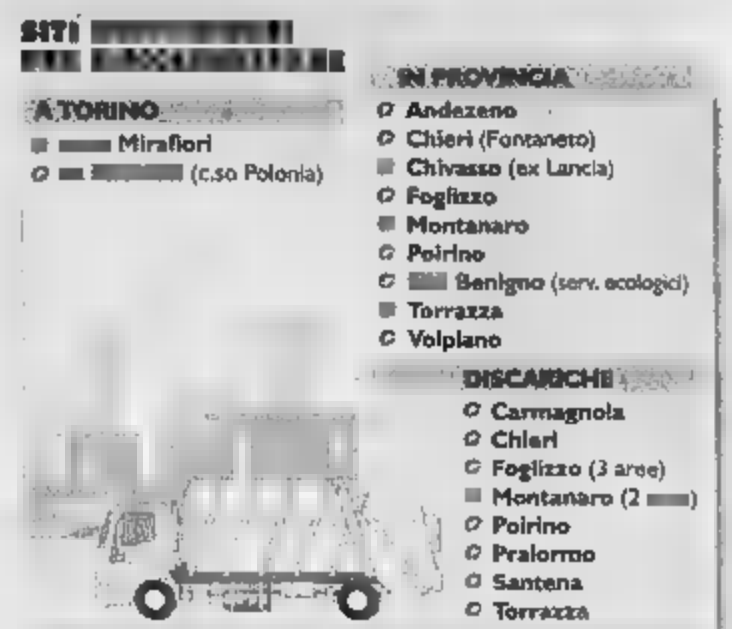 SITI
A TORINO
Mirafiori
(c.so Polonia)
IN PROVINCIA
Andezeno
Chieri (Fontaneto)
Chivasso (ex Lancia)
Foglizzo
Montanaro
Poirino
Benigno (serv. ecologici)
Torrazza
Volpiano
DISCARICHE
Carmagnola
Chieri
Foglizzo (3 aree)
Montanaro (2 )
Poirino
Pralormo
Santena
Torrazza